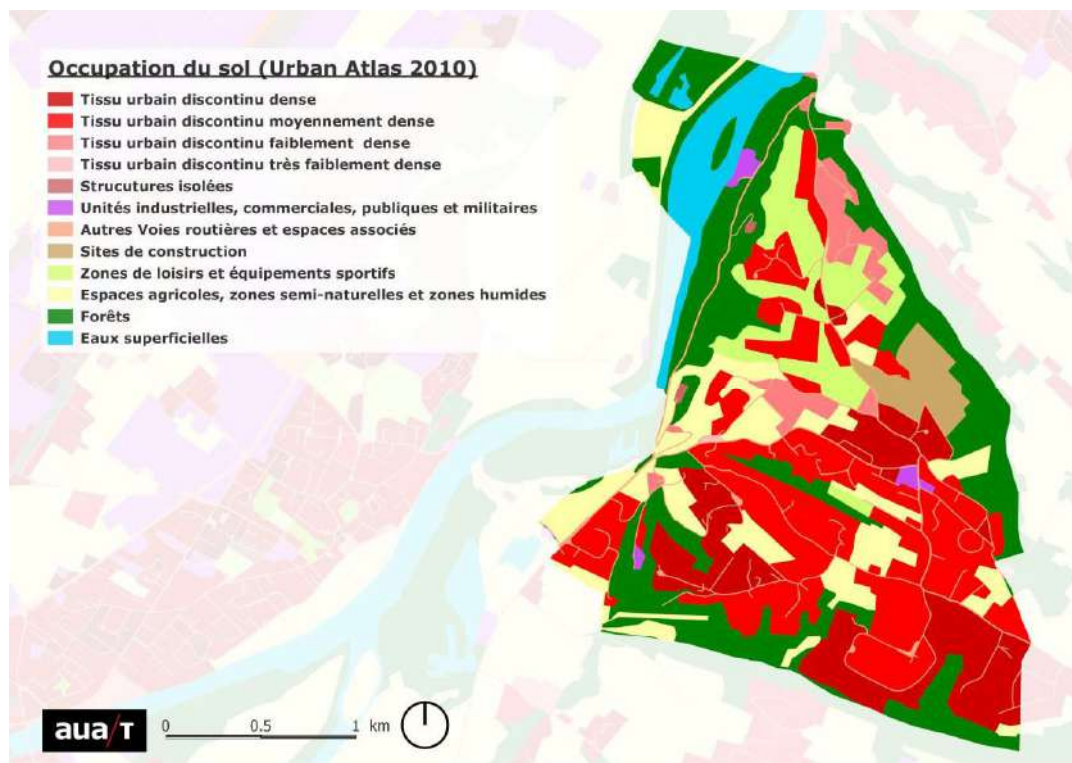 Occupation du sol (Urban Atlas 2010)
Tissu urbain discontinu dense
Tissu urbain discontinu moyennement dense
Tissu urbain discontinu faiblement dense
Tissu urbain discontinu très faiblement dense
Strucutures isolées
Unités industrielles, commerciales, publiques et militaires
Autres Voies routières et espaces associés
Sites de construction
Zones de loisirs et équipements sportifs
Espaces agricoles, zones semi-naturelles et zones humides
Forêts
Eaux superficielles
aua/T
0 0.5 1 km